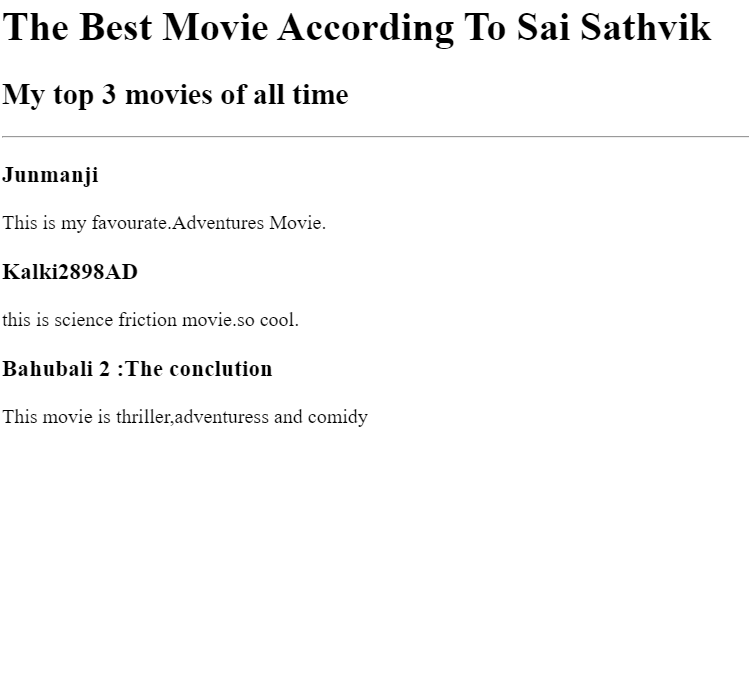 The Best Movie According To Sai Sathvik
My top 3 movies of all time
Junmanji
This is my favourate.Adventures Movie.
Kalki2898AD
this is science friction movie.so cool.
Bahubali 2 :The conclution
This movie is thriller,adventuress and comidy